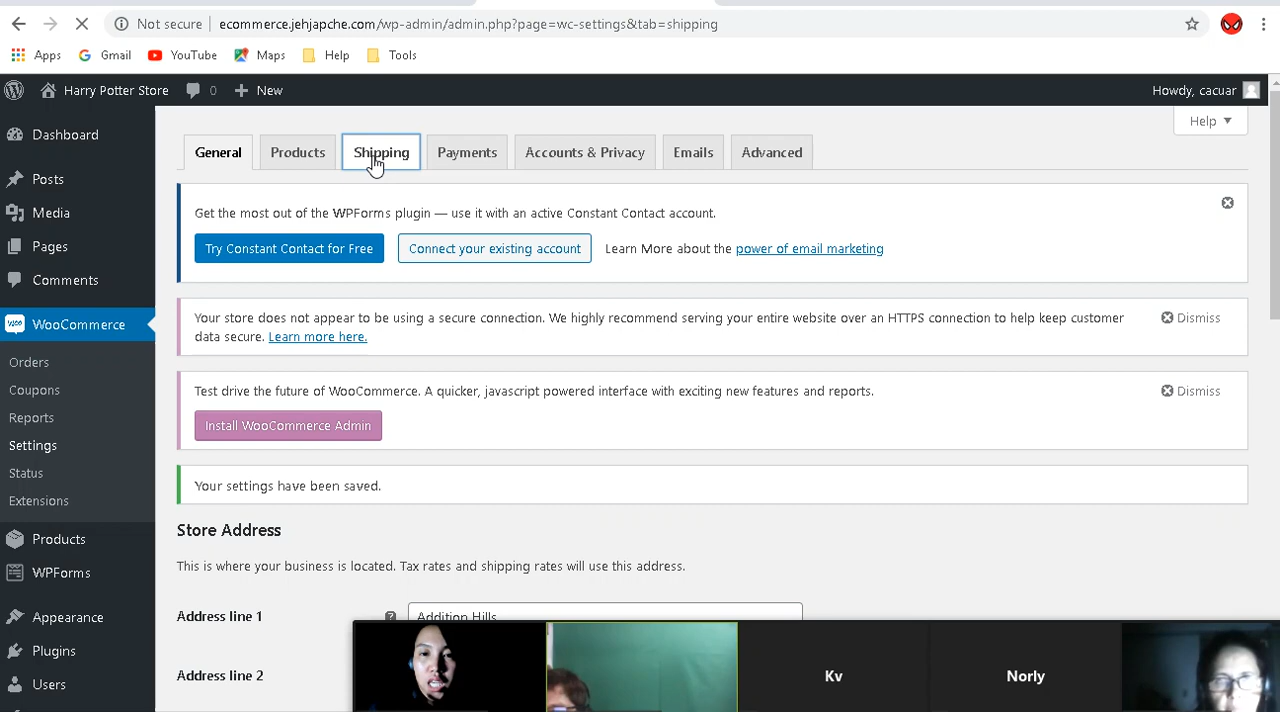 Not secure
ecommerce.jehjapche.com/wp-admin/admin.php?page=wc-settings&tab=shipping
Apps
Gmail
YouTube
Maps
Help
Tools
Harry Potter Store
0
New
Howdy, cacuar
Help
Dashboard
Posts
Media
Pages
Comments
WooCommerce
Orders
Coupons
Reports
Settings
Status
Extensions
Products
WPForms
Appearance
Plugins
Users
General
Products
Shipping
Payments
Accounts & Privacy
Emails
Advanced
Get the most out of the WPForms plugin — use it with an active Constant Contact account.
Try Constant Contact for Free
Connect your existing account
Learn More about the power of email marketing
Your store does not appear to be using a secure connection. We highly recommend serving your entire website over an HTTPS connection to help keep customer
data secure. Learn more here.
Dismiss
Test drive the future of WooCommerce. A quicker, javascript powered interface with exciting new features and reports.
Dismiss
Install WooCommerce Admin
Your settings have been saved.
Store Address
This is where your business is located. Tax rates and shipping rates will use this address.
Address line 1
Addition Hills
Address line 2
Kv
Norly